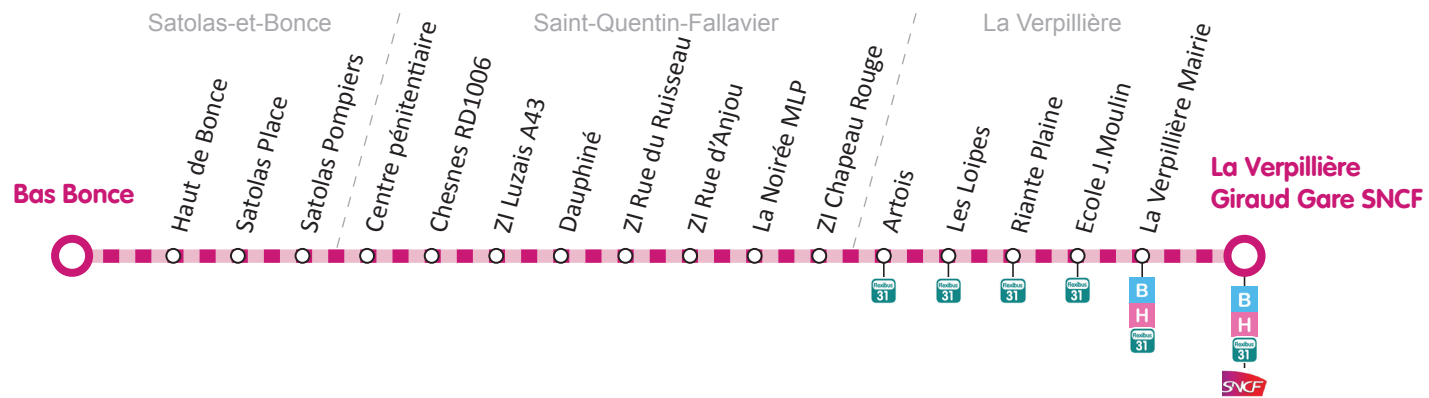 Satolas-et-Bonce
Saint-Quentin-Fallavier
La Verpillière
Bas Bonce
Haut de Bonce
Satolas Place
Satolas Pompiers
Centre pénitentiaire
Chesnes RD1006
ZI Luzais A43
Dauphiné
ZI Rue du Ruisseau
ZI Rue d'Anjou
La Noirée MLP
ZI Chapeau Rouge
Artois
Les Loipes
Riante Plaine
Ecole J.Moulin
La Verpillière Mairie
La Verpillière
Giraud Gare SNCF
flexibus
31
flexibus
31
flexibus
31
flexibus
31
B
H
flexibus
31
B
H
flexibus
31
SNCF